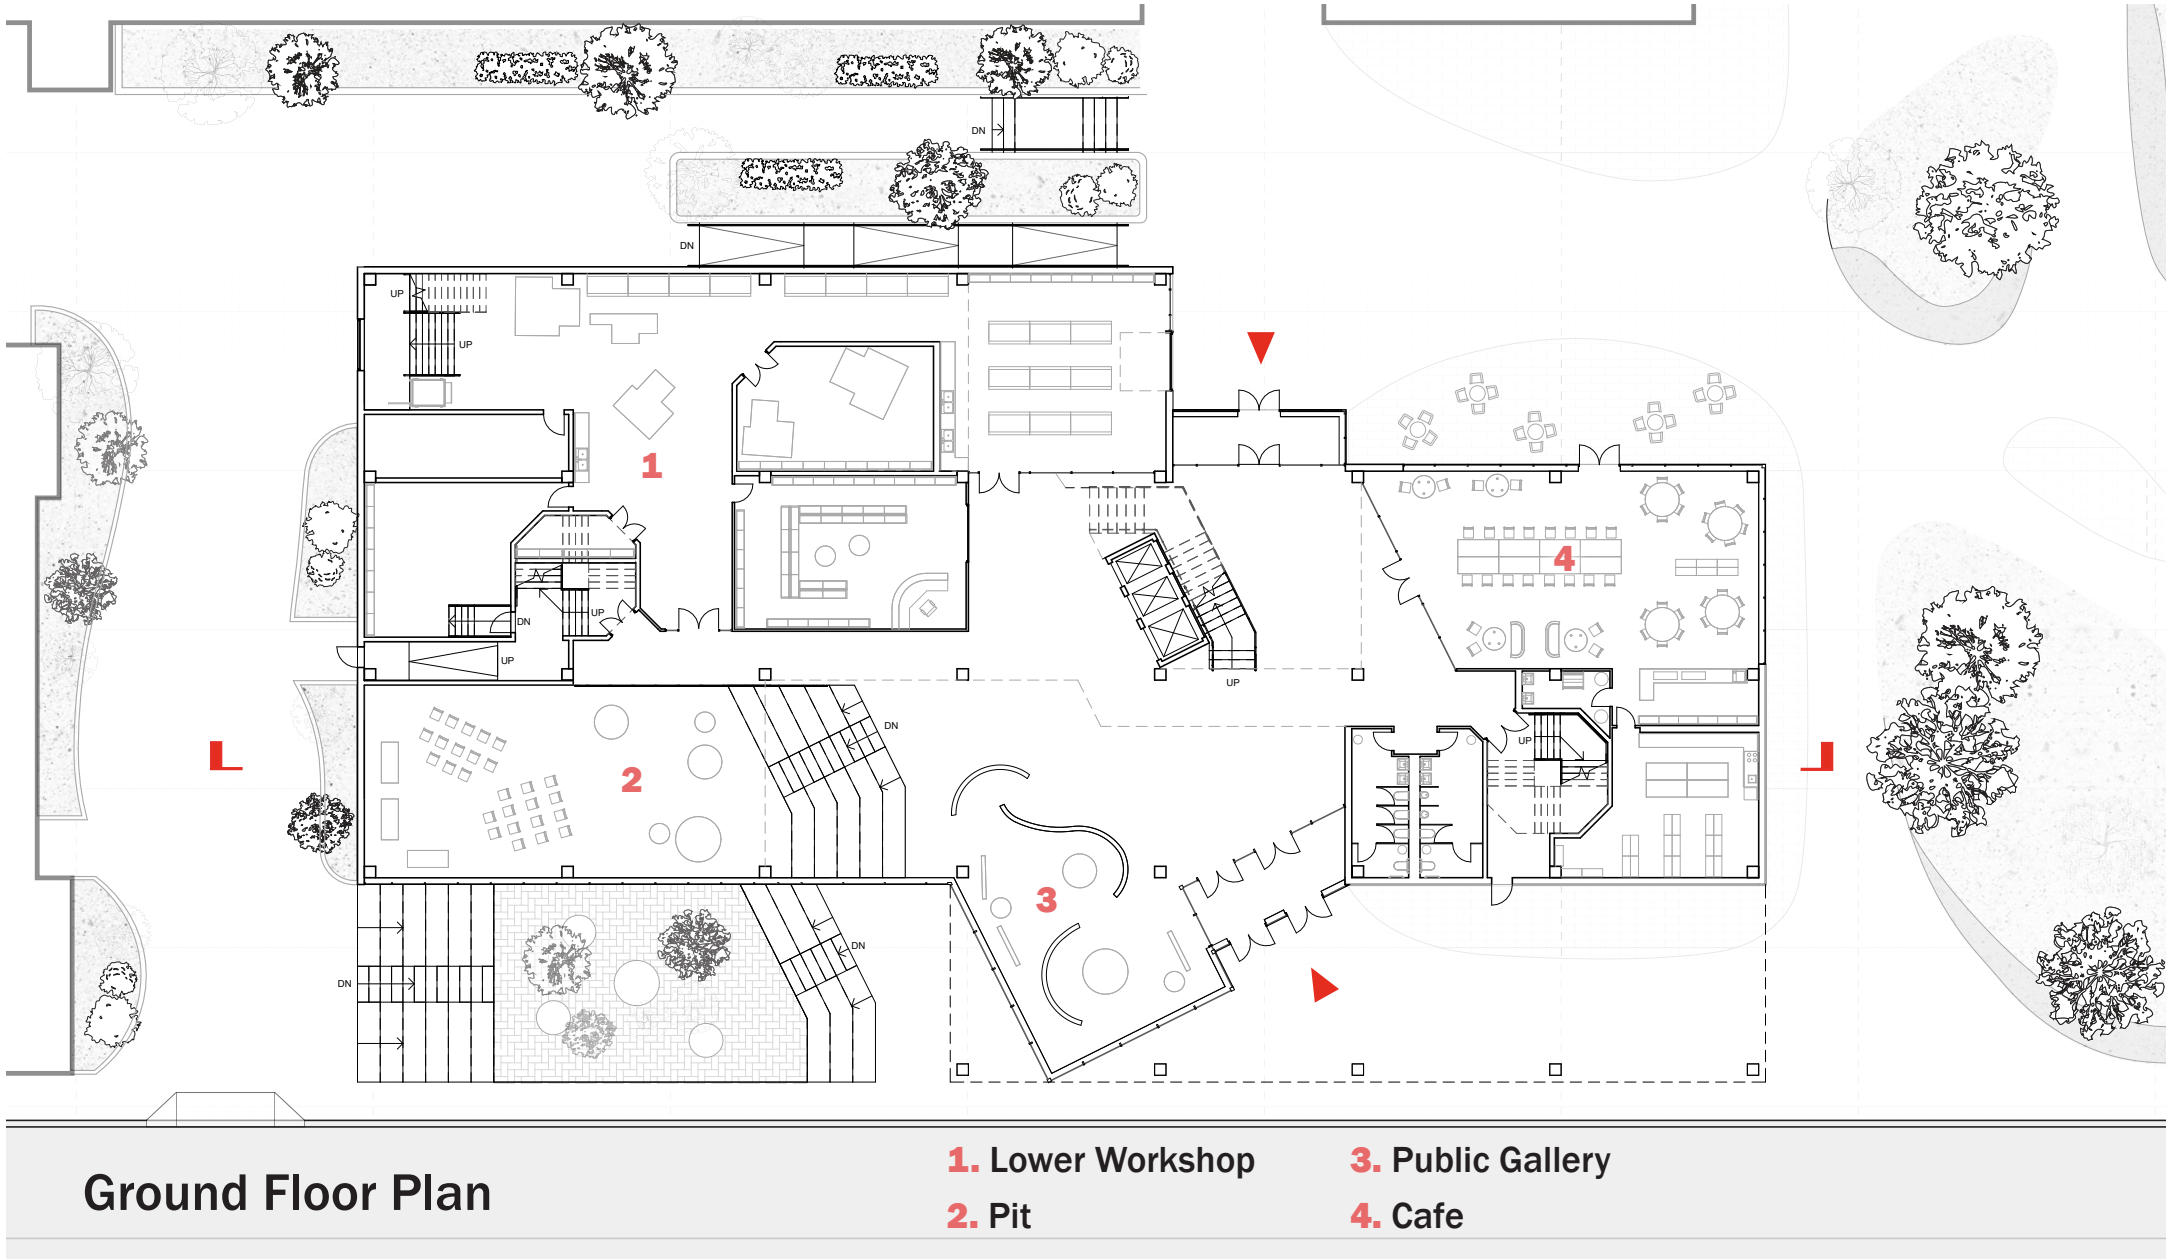 DN
DN
UP
UP
1
4
UP
DN
UP
UP
DN
UP
2
3
DN
DN
1. Lower Workshop
3. Public Gallery
Ground Floor Plan
2. Pit
4. Cafe